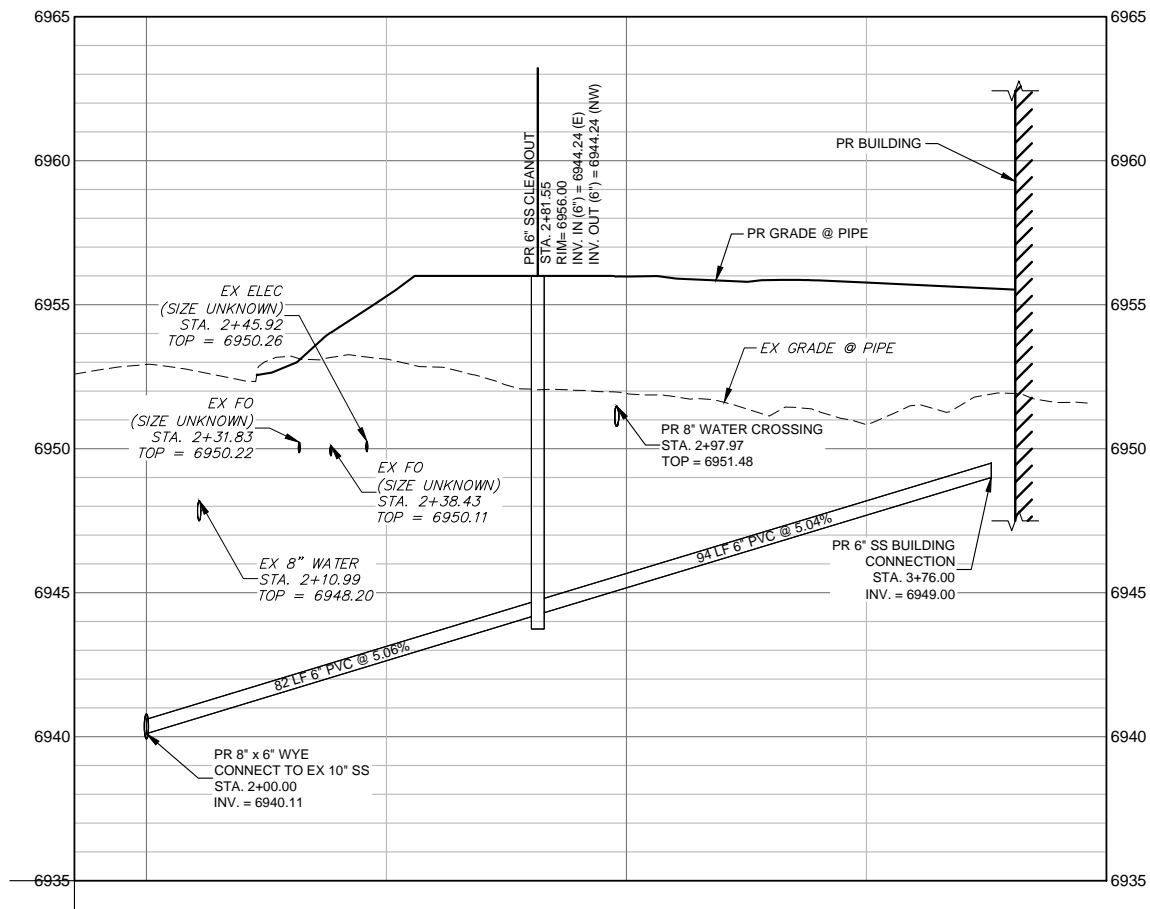 6965
6965
6960
6960
6955
6955
6950
6950
6945
6945
6940
6940
6935
6935
PR 6" SS CLEANOUT
STA. 2+81.55
RIM= 6956.00
INV. IN (6") = 6944.24 (E)
INV. OUT (6") = 6944.24 (NW)
PR BUILDING
PR GRADE @ PIPE
EX ELEC
(SIZE UNKNOWN)
STA. 2+45.92
TOP = 6950.26
EX GRADE @ PIPE
EX FO
(SIZE UNKNOWN)
STA. 2+31.83
TOP = 6950.22
PR 8" WATER CROSSING
STA. 2+97.97
TOP = 6951.48
EX FO
(SIZE UNKNOWN)
STA. 2+38.43
TOP = 6950.11
EX 8" WATER
STA. 2+10.99
TOP = 6948.20
94 LF 6" PVC @ 5.04%
PR 6" SS BUILDING
CONNECTION
STA. 3+76.00
INV. = 6949.00
82 LF 6" PVC @ 5.06%
PR 8" x 6" WYE
CONNECT TO EX 10" SS
STA. 2+00.00
INV. = 6940.11